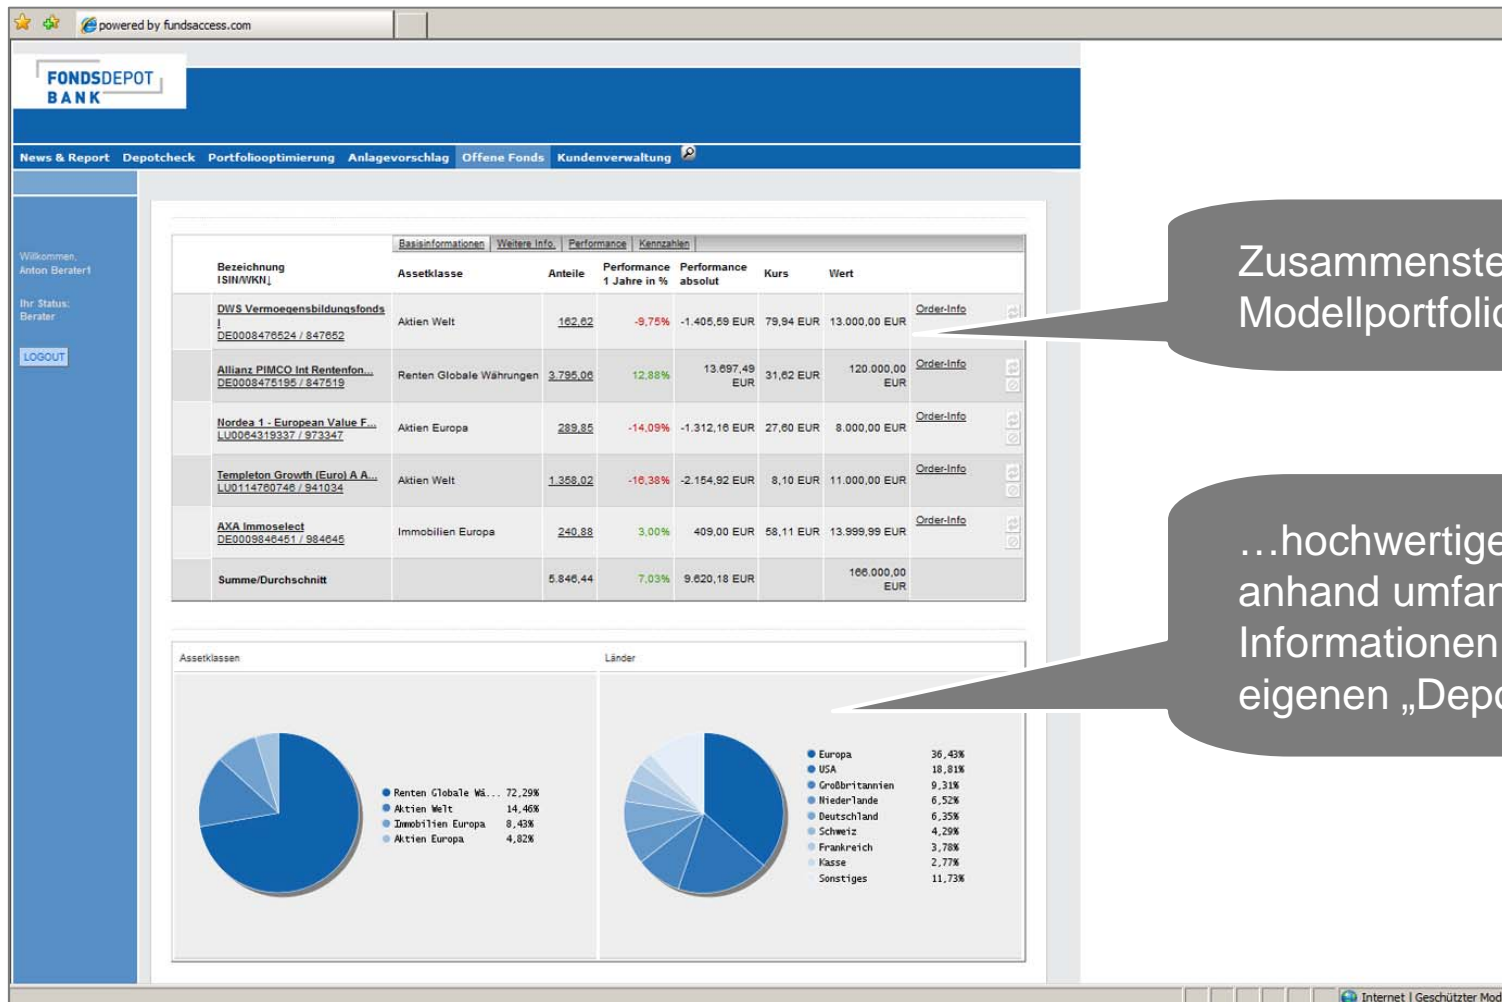 powered by fundsaccess.com
FONDSDEPOT
BANK
News & Report Depotcheck Portfoliooptimierung Anlagevorschlag Offene Fonds Kundenverwaltung
Willkommen,
Anton Berater1
Ihr Status:
Berater
LOGOUT
Basisinformationen Weitere Info. Performance Kennzahlen
Bezeichnung
ISIN/WKN↓
Assetklasse
Anteile
Performance
1 Jahre in %
Performance
absolut
Kurs
Wert
DWS Vermoegensbildungsfonds
I
DE0008476524 / 847652
Aktien Welt
162,62
-9,75%
-1.405,59 EUR
79,94 EUR
13.000,00 EUR
Order-Info
Allianz PIMCO Int Rentenfon...
DE0008475195 / 847519
Renten Globale Währungen
3.795,06
12,88%
13.697,49
EUR
31,62 EUR
120.000,00
EUR
Order-Info
Nordea 1 - European Value F...
LU0064319337 / 973347
Aktien Europa
289,85
-14,09%
-1.312,16 EUR
27,60 EUR
8.000,00 EUR
Order-Info
Templeton Growth (Euro) A A...
LU0114760746 / 941034
Aktien Welt
1.358,02
-16,38%
-2.154,92 EUR
8,10 EUR
11.000,00 EUR
Order-Info
AXA Immoselect
DE0009846451 / 984645
Immobilien Europa
240,88
3,00%
409,00 EUR
58,11 EUR
13.999,99 EUR
Order-Info
Summe/Durchschnitt
5.846,44
7,03%
9.620,18 EUR
166.000,00
EUR
Zusammenste
Modellportfolio
…hochwertige
anhand umfan
Informationen
eigenen „Depo
Assetklassen
Renten Globale Wä... 72,29%
Aktien Welt 14,46%
Immobilien Europa 8,43%
Aktien Europa 4,82%
Länder
Europa 36,43%
USA 18,81%
Großbritannien 9,31%
Niederlande 6,52%
Deutschland 6,35%
Schweiz 4,29%
Frankreich 3,78%
Kasse 2,77%
Sonstiges 11,73%
Internet | Geschützter Mod